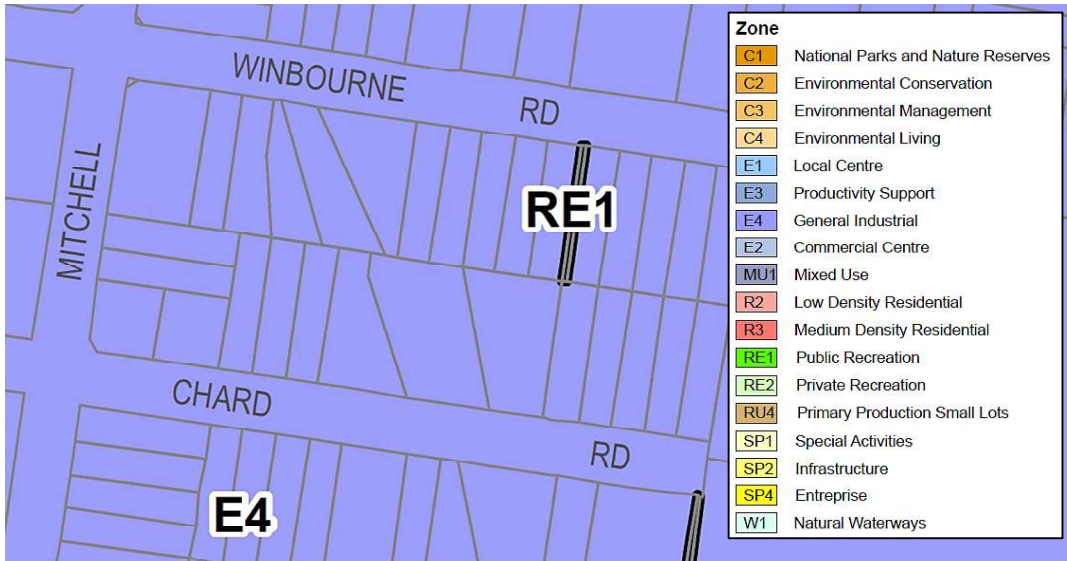 WINBOURNE RD
RE1
MITCHELL
CHARD RD
E4
Zone
C1 National Parks and Nature Reserves
C2 Environmental Conservation
C3 Environmental Management
C4 Environmental Living
E1 Local Centre
E3 Productivity Support
E4 General Industrial
E2 Commercial Centre
MU1 Mixed Use
R2 Low Density Residential
R3 Medium Density Residential
RE1 Public Recreation
RE2 Private Recreation
RU4 Primary Production Small Lots
SP1 Special Activities
SP2 Infrastructure
SP4 Entreprise
W1 Natural Waterways